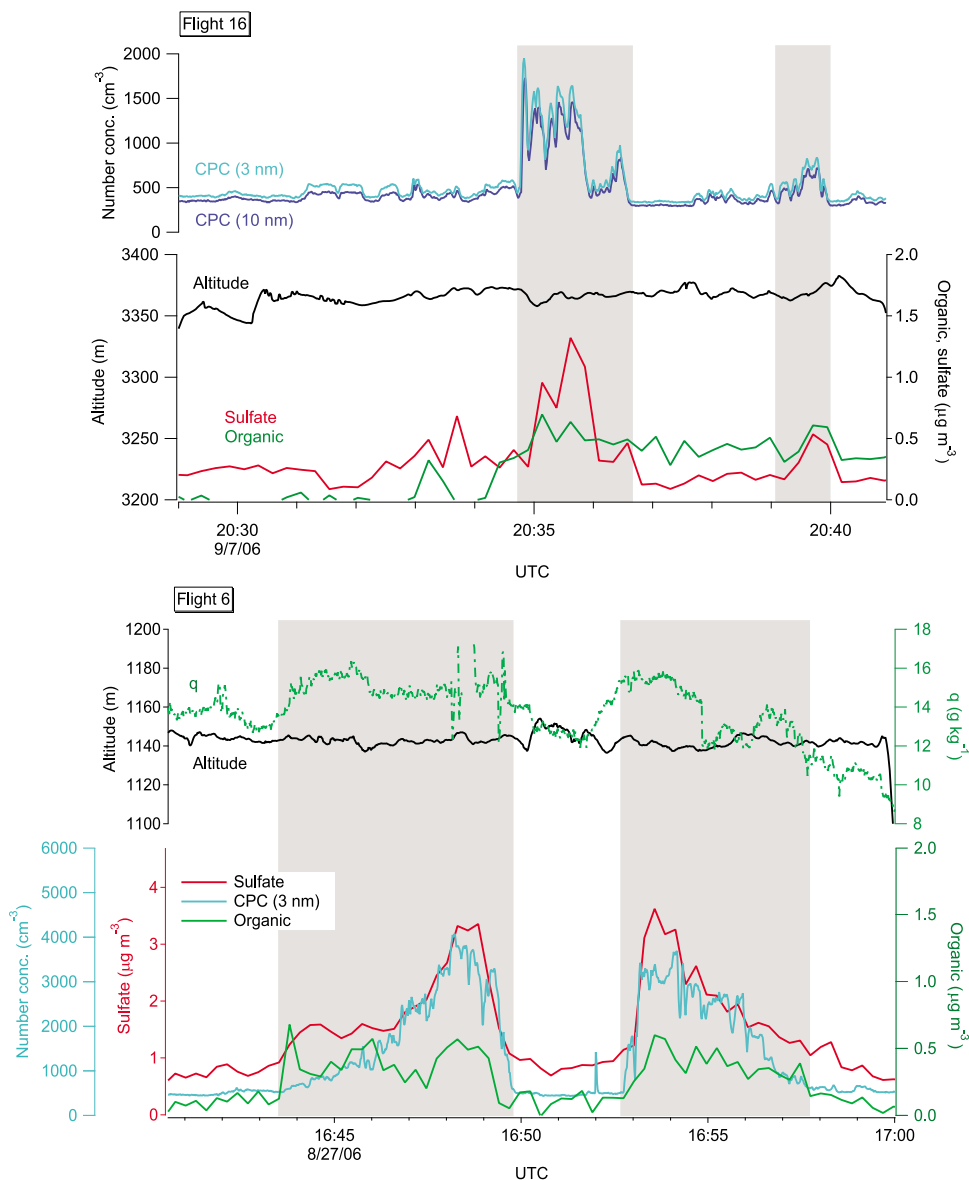 Flight 16
2000
1500
1000
500
0
Number conc. (cm⁻³)
CPC (3 nm)
CPC (10 nm)
3400
3350
3300
3250
3200
Altitude (m)
Altitude
Sulfate
Organic
2.0
1.5
1.0
0.5
0.0
Organic, sulfate (μg m⁻³)
20:30
20:35
20:40
9/7/06
UTC
Flight 6
1200
1180
1160
1140
1120
1100
Altitude (m)
q
Altitude
18
16
14
12
10
8
q (g kg⁻¹)
6000
5000
4000
3000
2000
1000
0
Number conc. (cm⁻³)
4
3
2
1
0
Sulfate (μg m⁻³)
Sulfate
CPC (3 nm)
Organic
2.0
1.5
1.0
0.5
0.0
Organic (μg m⁻³)
16:45
16:50
16:55
17:00
8/27/06
UTC